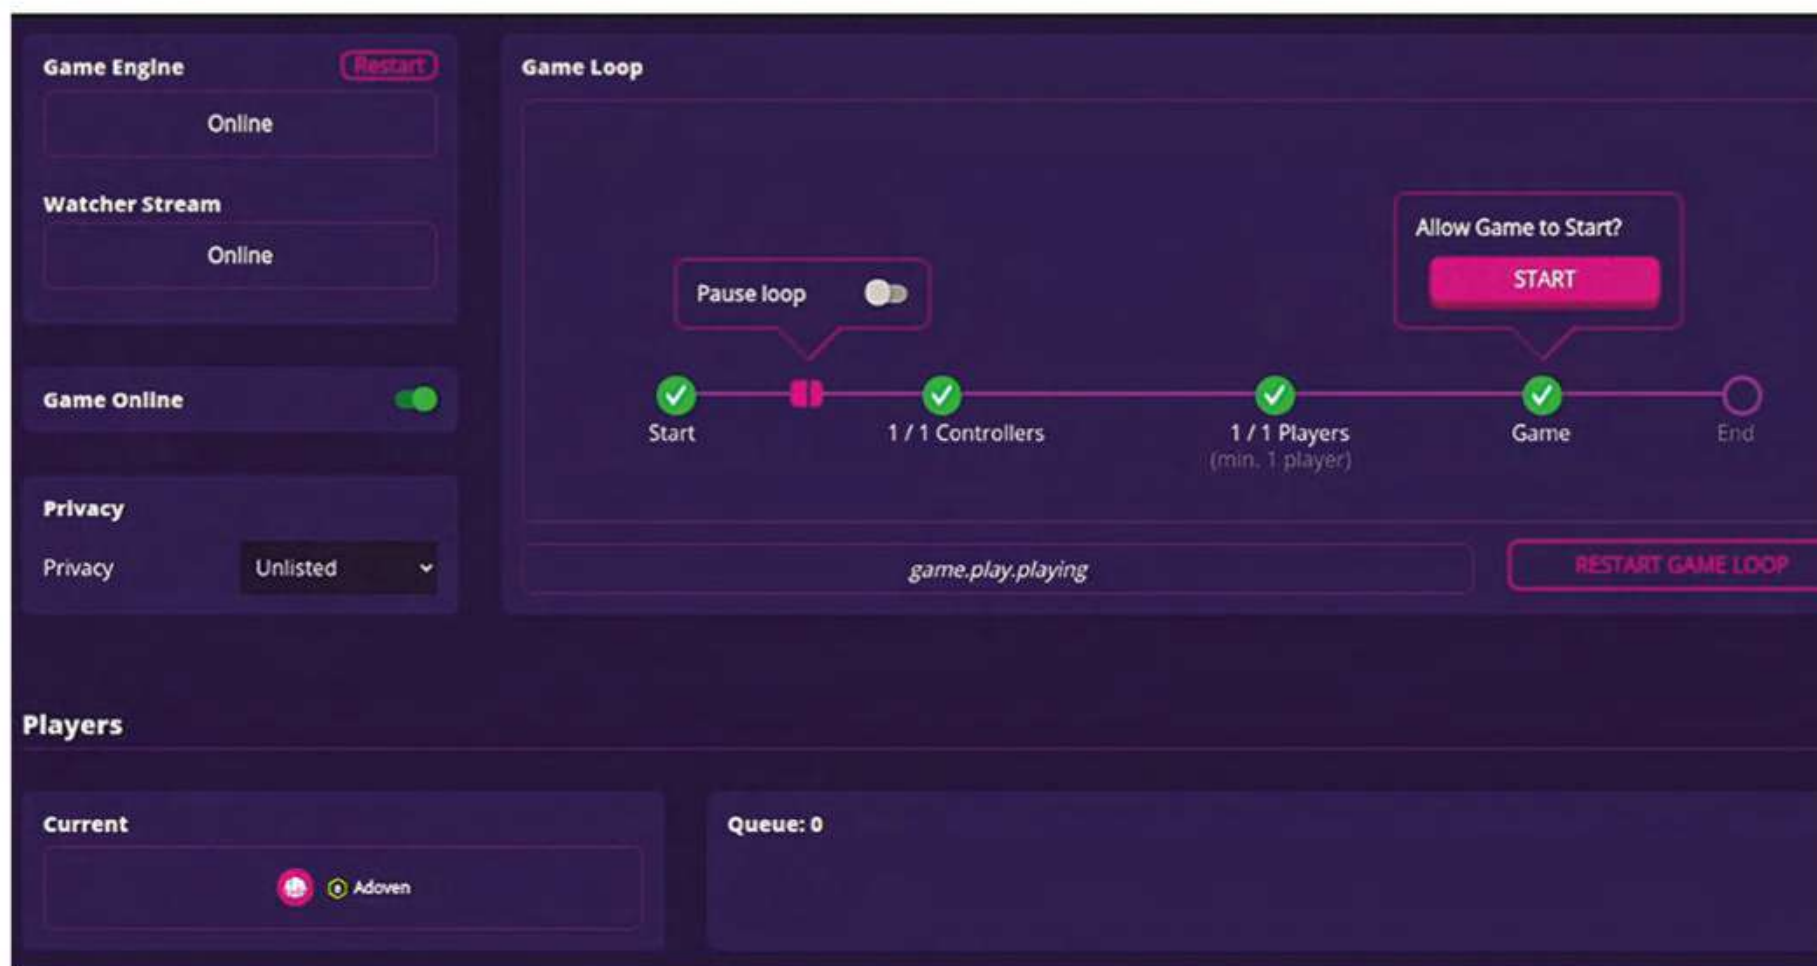 Game Engine
Restart
Online
Watcher Stream
Online
Game Online
Privacy
Privacy
Unlisted
Game Loop
Pause loop
Allow Game to Start?
START
Start
1 / 1 Controllers
1 / 1 Players
(min. 1 player)
Game
End
game.play.playing
RESTART GAME LOOP
Players
Current
Adoven
Queue: 0